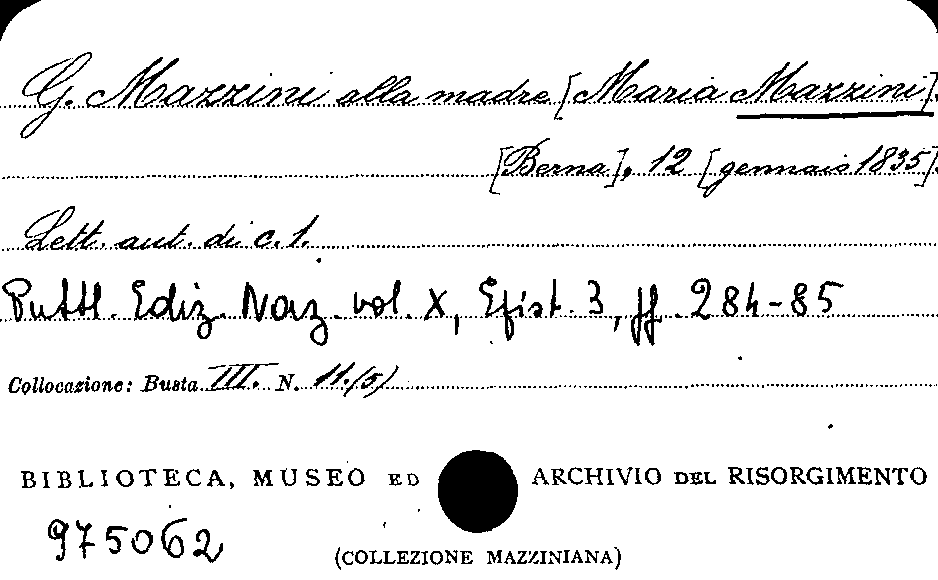 G. Mazzini alla madre [Maria Mazzini].
[Berna], 12 [gennaio 1835].
Lett. aut. di c. 1.
Pubbl. Ediz. Naz. vol. X, Epist. 3, pp. 284-85
Collocazione: Busta III. N. 11.(5)
BIBLIOTECA, MUSEO ED ARCHIVIO DEL RISORGIMENTO
975062
(COLLEZIONE MAZZINIANA)